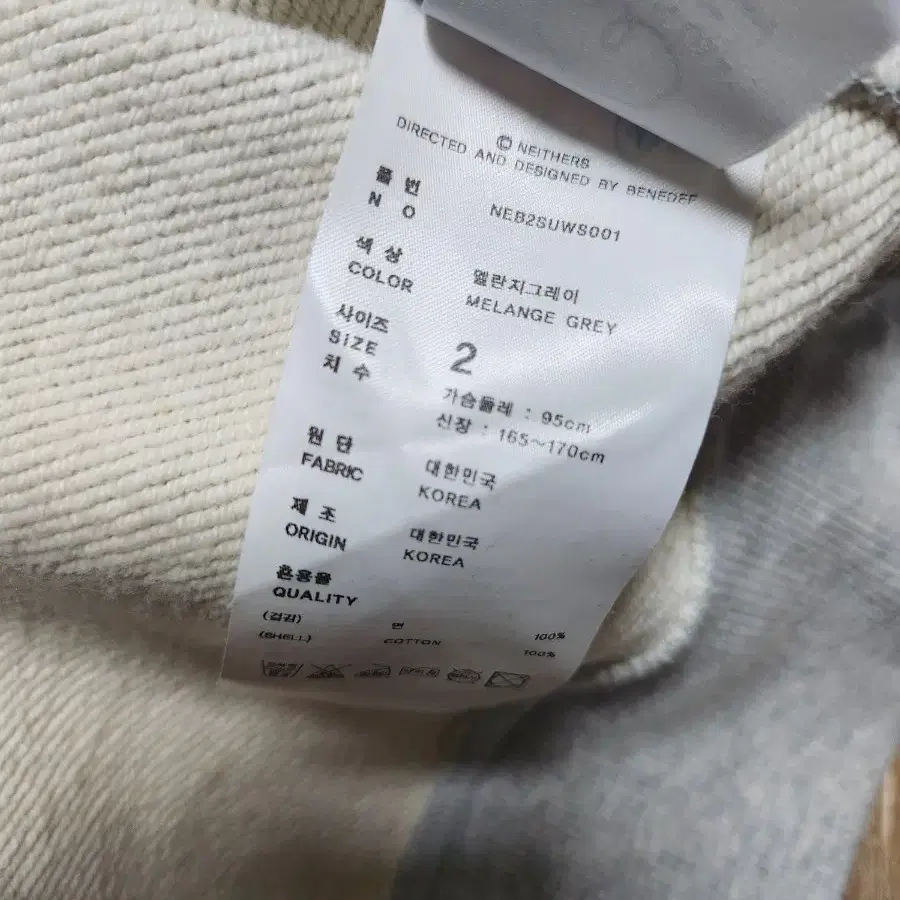 © NEITHERS
DIRECTED AND DESIGNED BY BENEDEF
품 번
N O NEB2SUWS001
색 상 멜란지그레이
COLOR MELANGE GREY
사이즈
SIZE 2
치 수 가슴둘레 : 95cm
신장 : 165~170cm
원 단 대한민국
FABRIC KOREA
제 조 대한민국
ORIGIN KOREA
혼용율
QUALITY
(겉감) 면 100%
(SHELL) COTTON 100%